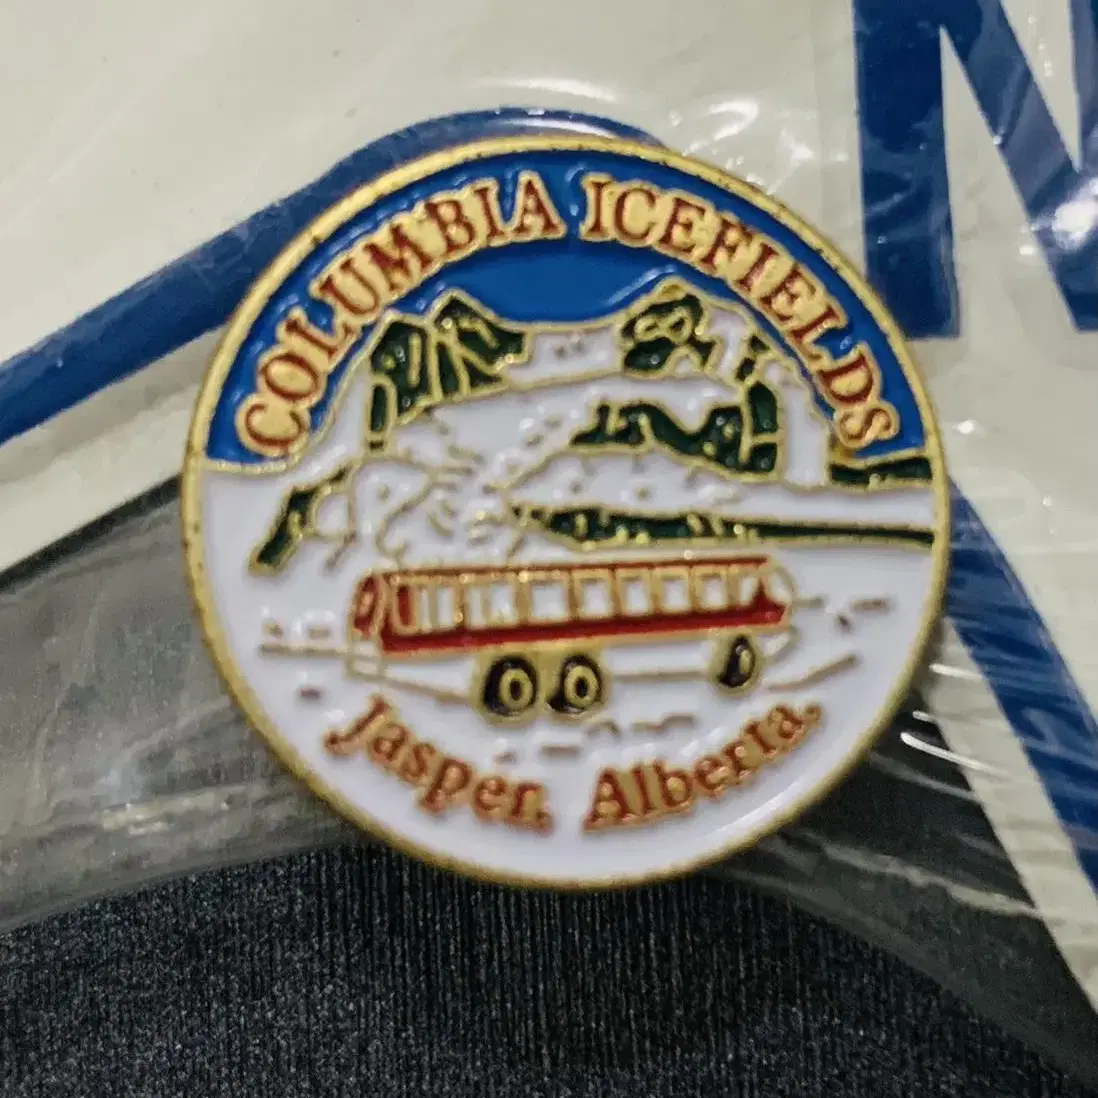 COLUMBIA ICEFIELDS
Jasper, Alberta.
N